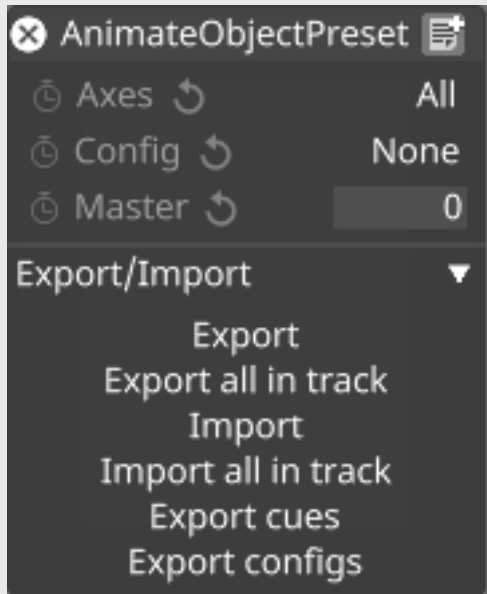 AnimateObjectPreset
Axes All
Config None
Master 0
Export/Import
Export
Export all in track
Import
Import all in track
Export cues
Export configs